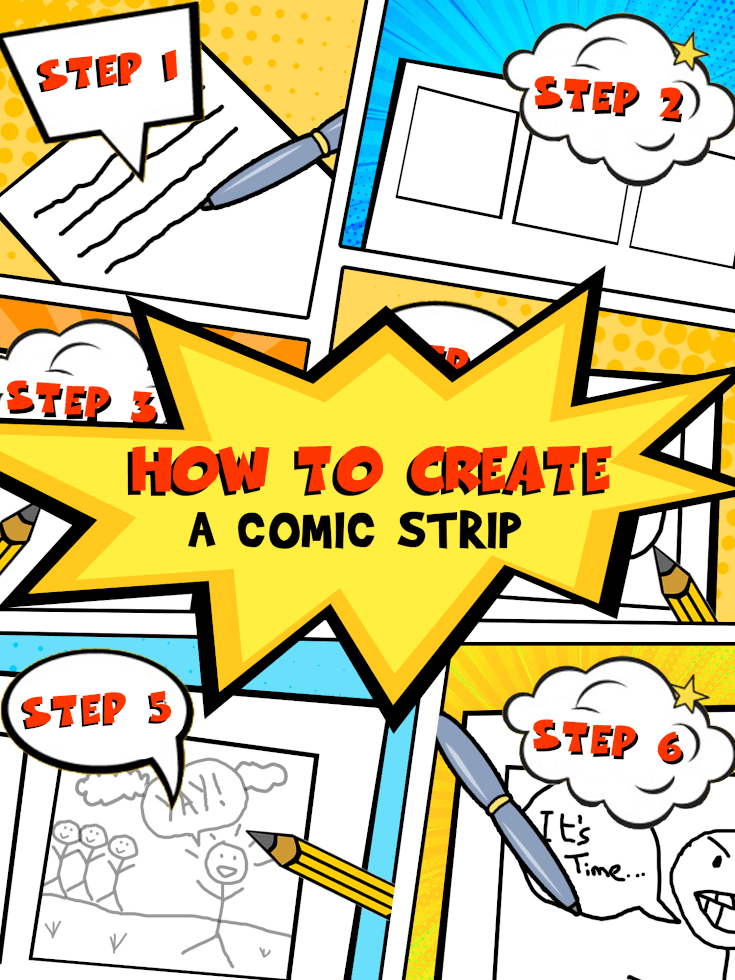 STEP 1
STEP 2
STEP 3
HOW TO CREATE
A COMIC STRIP
STEP 5
YAY!
STEP 6
It's
Time...